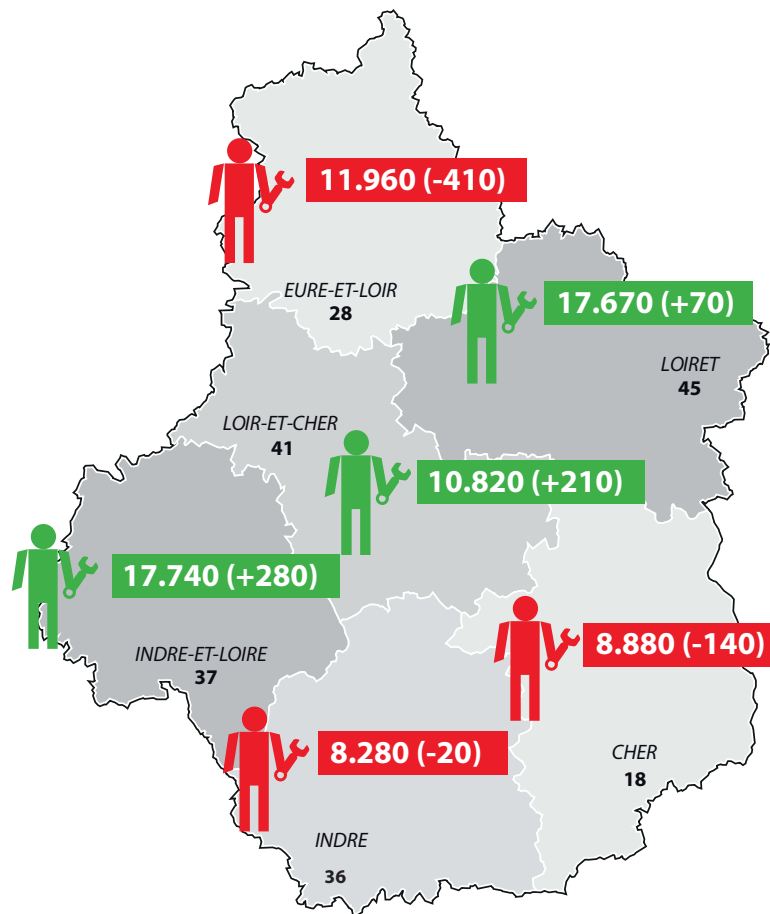 11.960 (-410)
EURE-ET-LOIR
28
17.670 (+70)
LOIRET
45
LOIR-ET-CHER
41
10.820 (+210)
17.740 (+280)
INDRE-ET-LOIRE
37
8.880 (-140)
8.280 (-20)
CHER
18
INDRE
36